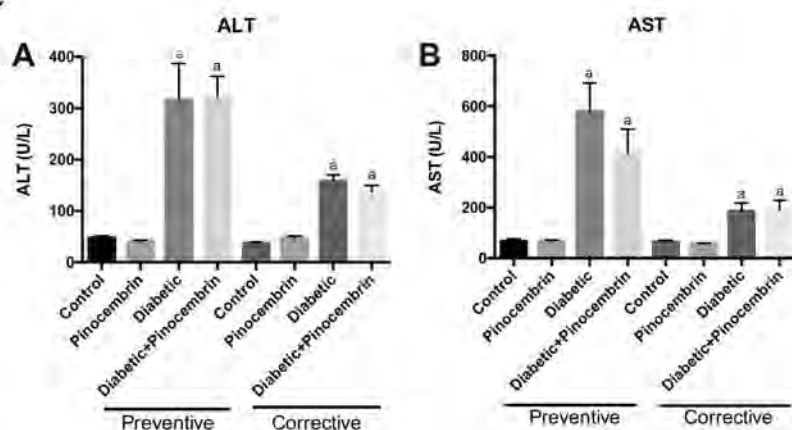 ALT
A
ALT (U/L)
400
300
200
100
0
a
a
a
a
Control
Pinocembrin
Diabetic
Diabetic+Pinocembrin
Control
Pinocembrin
Diabetic
Diabetic+Pinocembrin
Preventive
Corrective
AST
B
AST (U/L)
800
600
400
200
0
a
a
a
a
Control
Pinocembrin
Diabetic
Diabetic+Pinocembrin
Control
Pinocembrin
Diabetic
Diabetic+Pinocembrin
Preventive
Corrective